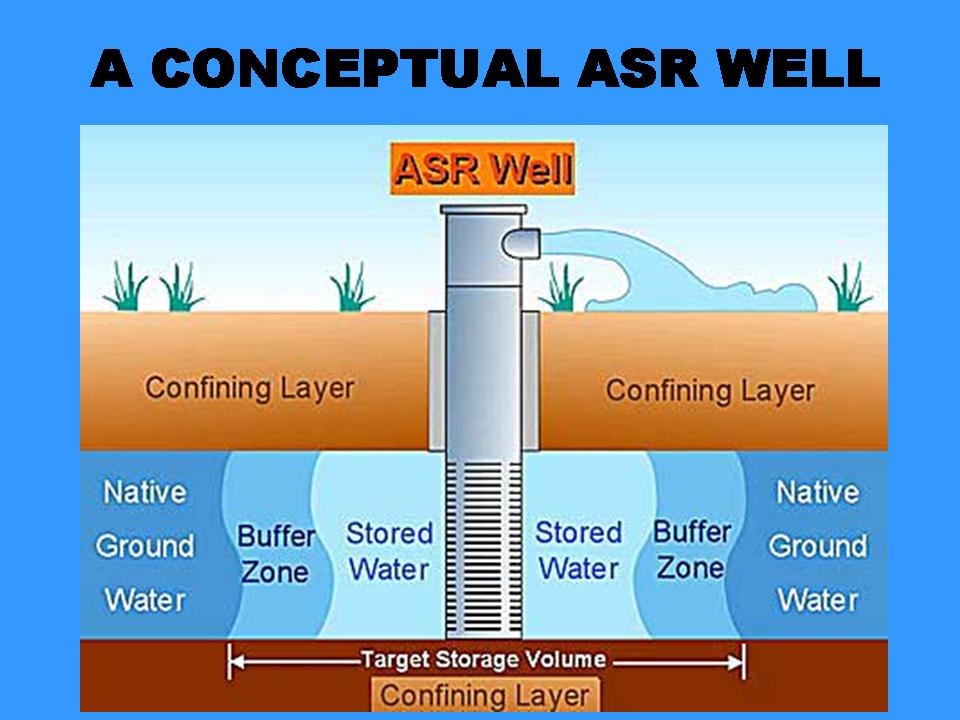 A CONCEPTUAL ASR WELL
ASR Well
Confining Layer
Confining Layer
Native
Ground
Water
Buffer
Zone
Stored
Water
Stored
Water
Buffer
Zone
Native
Ground
Water
Target Storage Volume
Confining Layer